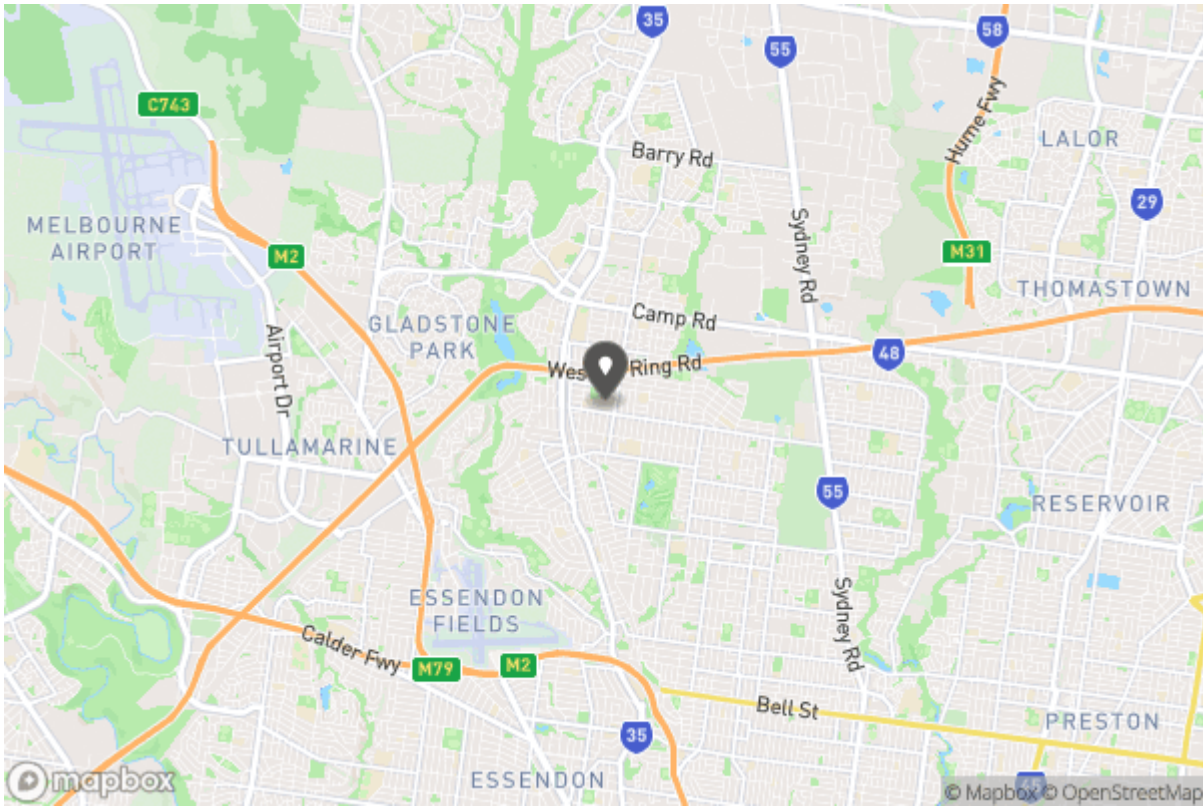 35
55
58
C743
Barry Rd
Hume Fwy
LALOR
29
MELBOURNE
AIRPORT
M2
Sydney Rd
M31
THOMASTOWN
GLADSTONE
PARK
Camp Rd
Airport Dr
48
Wes
Ring Rd
TULLAMARINE
55
RESERVOIR
ESSENDON
FIELDS
Sydney Rd
Calder Fwy
M79
M2
Bell St
35
PRESTON
ESSENDON
mapbox
© Mapbox © OpenStreetMap